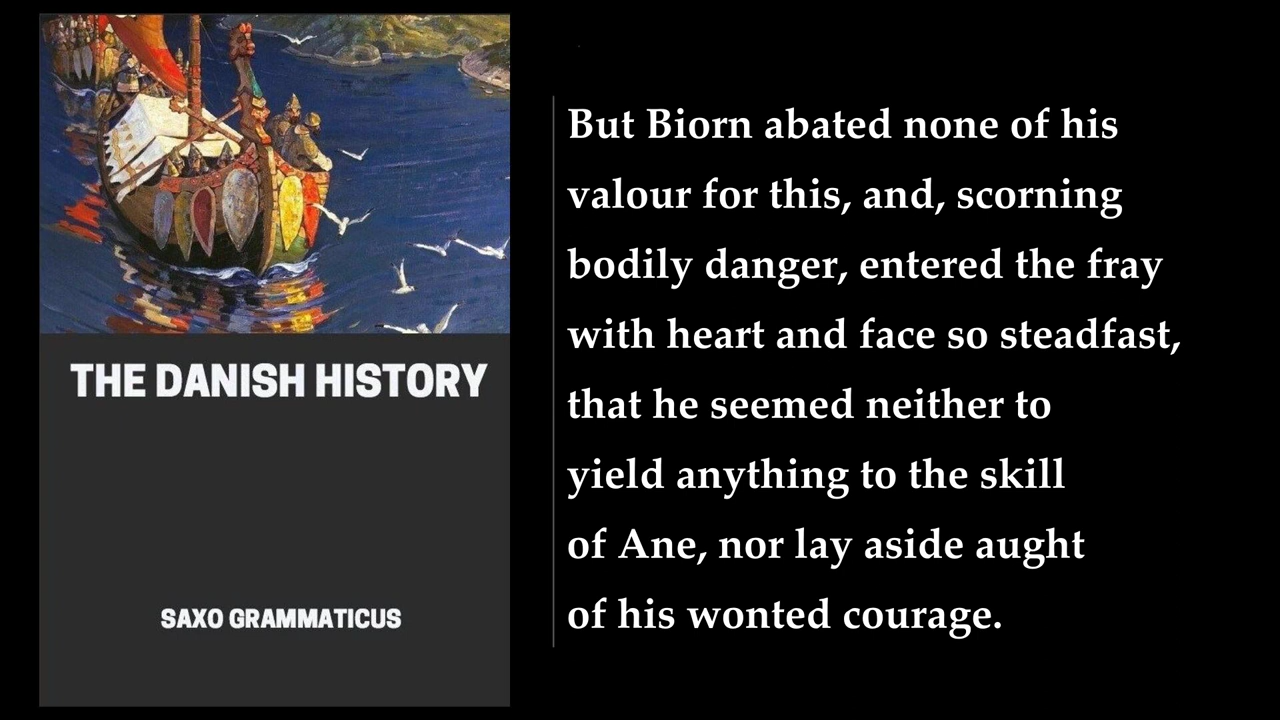 THE DANISH HISTORY
SAXO GRAMMATICUS
But Biorn abated none of his
valour for this, and, scorning
bodily danger, entered the fray
with heart and face so steadfast,
that he seemed neither to
yield anything to the skill
of Ane, nor lay aside aught
of his wonted courage.